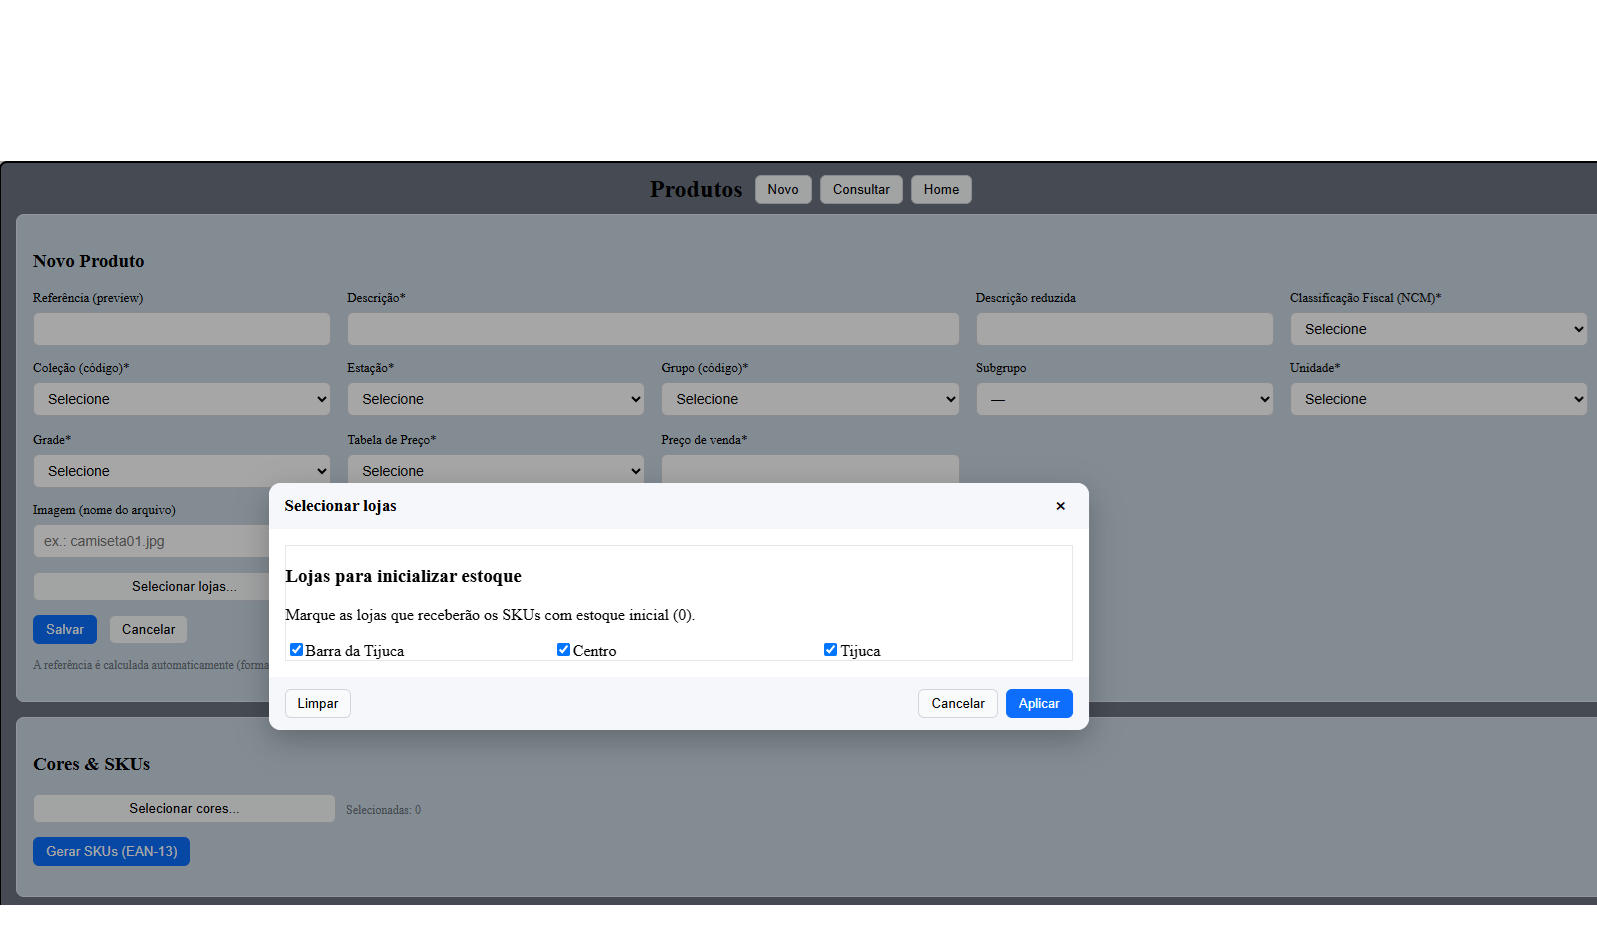 Produtos Novo Consultar Home
Novo Produto
Referência (preview) Descrição* Descrição reduzida Classificação Fiscal (NCM)*
Selecione
Coleção (código)* Estação* Grupo (código)* Subgrupo Unidade*
Selecione Selecione Selecione — Selecione
Grade* Tabela de Preço* Preço de venda*
Selecione Selecione
Imagem (nome do arquivo)
ex.: camiseta01.jpg
Selecionar lojas...
Salvar Cancelar
A referência é calculada automaticamente (forma
Selecionar lojas ×
Lojas para inicializar estoque
Marque as lojas que receberão os SKUs com estoque inicial (0).
Barra da Tijuca Centro Tijuca
Limpar Cancelar Aplicar
Cores & SKUs
Selecionar cores... Selecionadas: 0
Gerar SKUs (EAN-13)